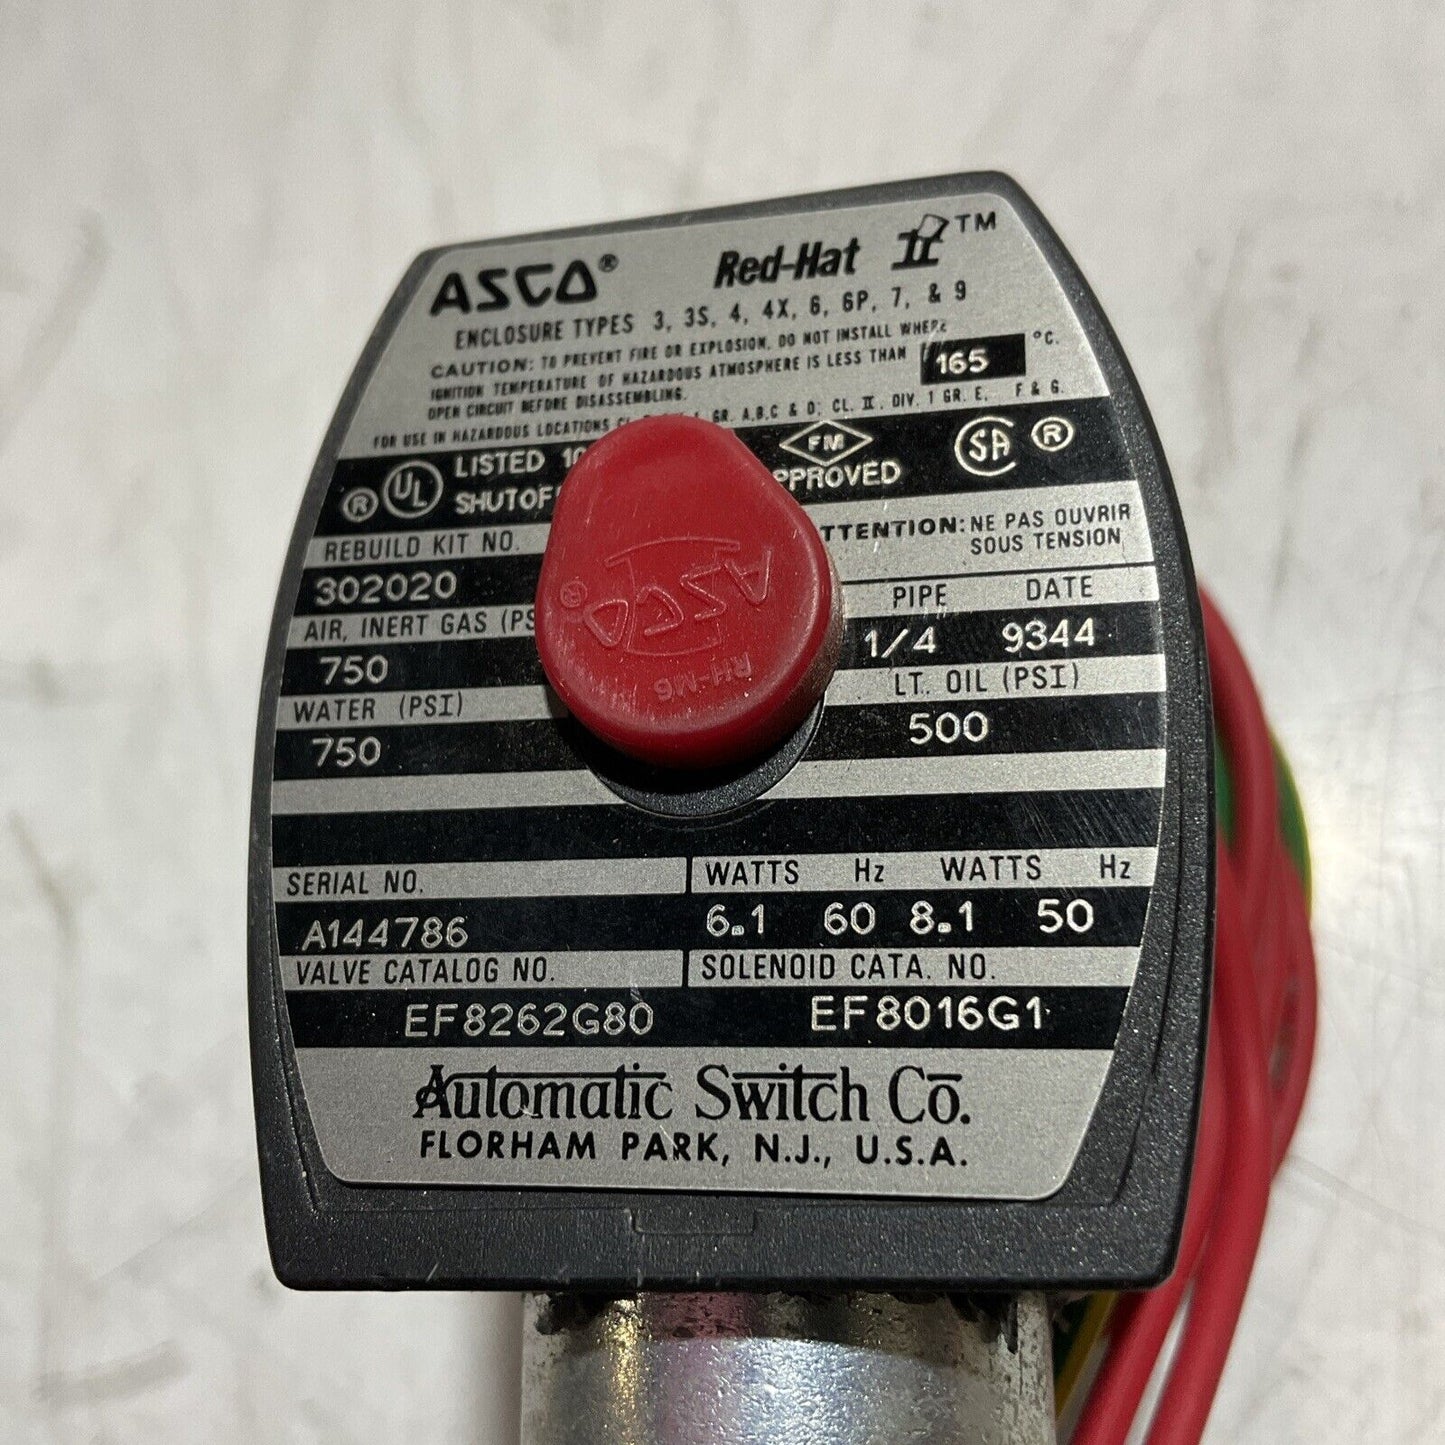 ASCO® Red-Hat II™
ENCLOSURE TYPES 3, 3S, 4, 4X, 6, 6P, 7, & 9
CAUTION: TO PREVENT FIRE OR EXPLOSION, DO NOT INSTALL WHERE
IGNITION TEMPERATURE OF HAZARDOUS ATMOSPHERE IS LESS THAN 165 °C.
OPEN CIRCUIT BEFORE DISASSEMBLING.
FOR USE IN HAZARDOUS LOCATIONS GR. A,B,C & D; CL. II, DIV. 1 GR. E, F & G.
® UL LISTED FM SA ®
APPROVED
REBUILD KIT NO. ATTENTION: NE PAS OUVRIR
SOUS TENSION
302020 PIPE DATE
AIR, INERT GAS 1/4 9344
750 LT. OIL (PSI)
WATER (PSI) 500
750
ASCO®
RH-M6
SERIAL NO. WATTS Hz WATTS Hz
A144786 6.1 60 8.1 50
VALVE CATALOG NO. SOLENOID CATA. NO.
EF8262G80 EF8016G1
Automatic Switch Co.
FLORHAM PARK, N.J., U.S.A.